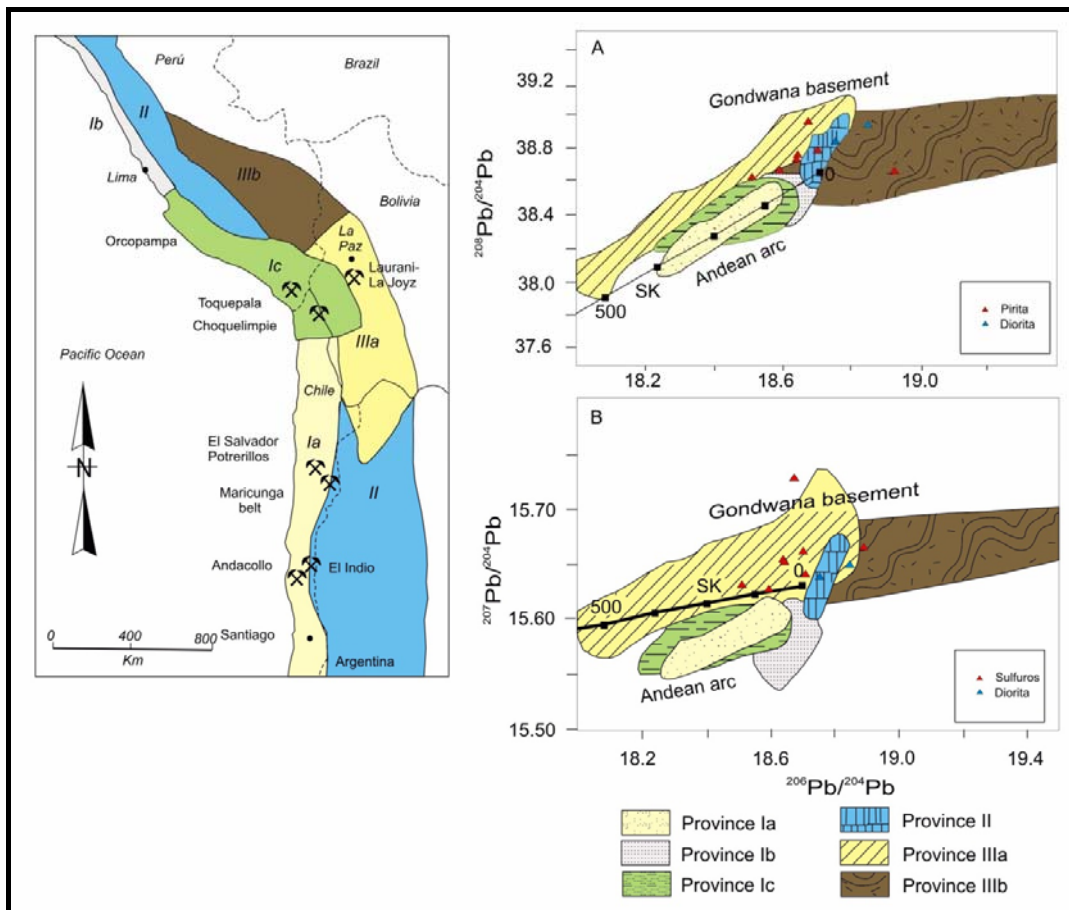 Perú
Brazil
II
Ib
Lima
IIIb
Bolivia
La
Paz
Orcopampa
Ic
Laurani-
La Joyz
Toquepala
Choquelimpie
IIIa
Pacific Ocean
Chile
N
Ia
El Salvador
Potrerillos
II
Maricunga
belt
Andacollo
El Indio
0 400 800
Km
Santiago
Argentina
A
39.2
Gondwana basement
38.8
0
208Pb/204Pb
38.4
Andean arc
38.0
SK
500
Pirita
Diorita
37.6
18.2 18.6 19.0
B
15.70
Gondwana basement
207Pb/204Pb
0
SK
500
15.60
Andean arc
Sulfuros
Diorita
15.50
18.2 18.6 19.0 19.4
206Pb/204Pb
Province Ia
Province II
Province Ib
Province IIIa
Province Ic
Province IIIb